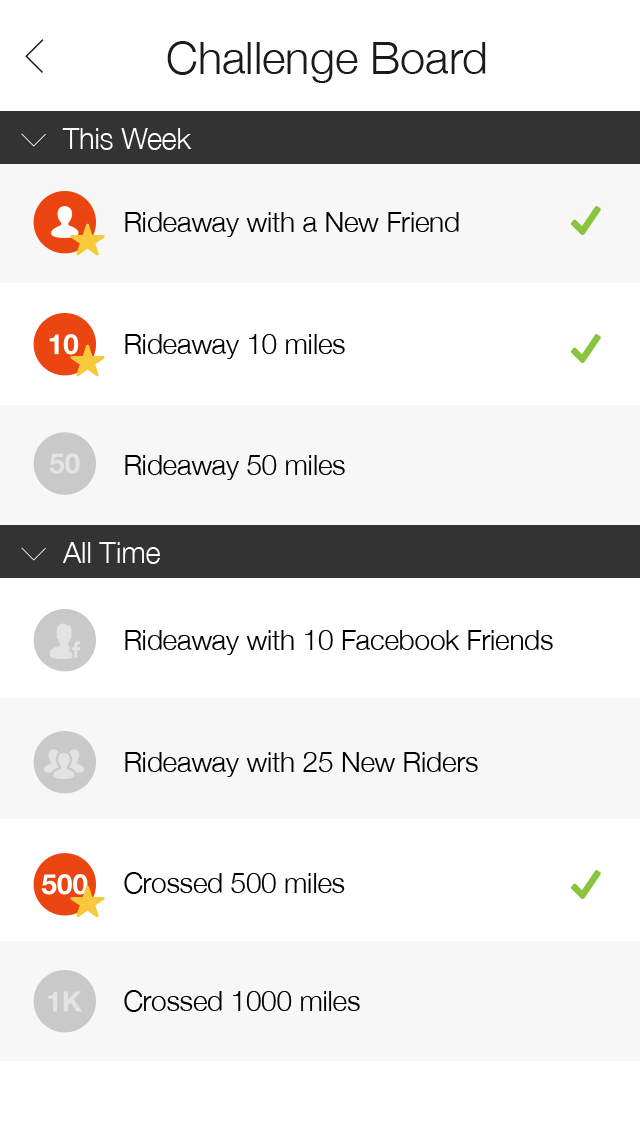 Challenge Board
This Week
Rideaway with a New Friend
10
Rideaway 10 miles
50
Rideaway 50 miles
All Time
f
Rideaway with 10 Facebook Friends
Rideaway with 25 New Riders
500
Crossed 500 miles
1K
Crossed 1000 miles